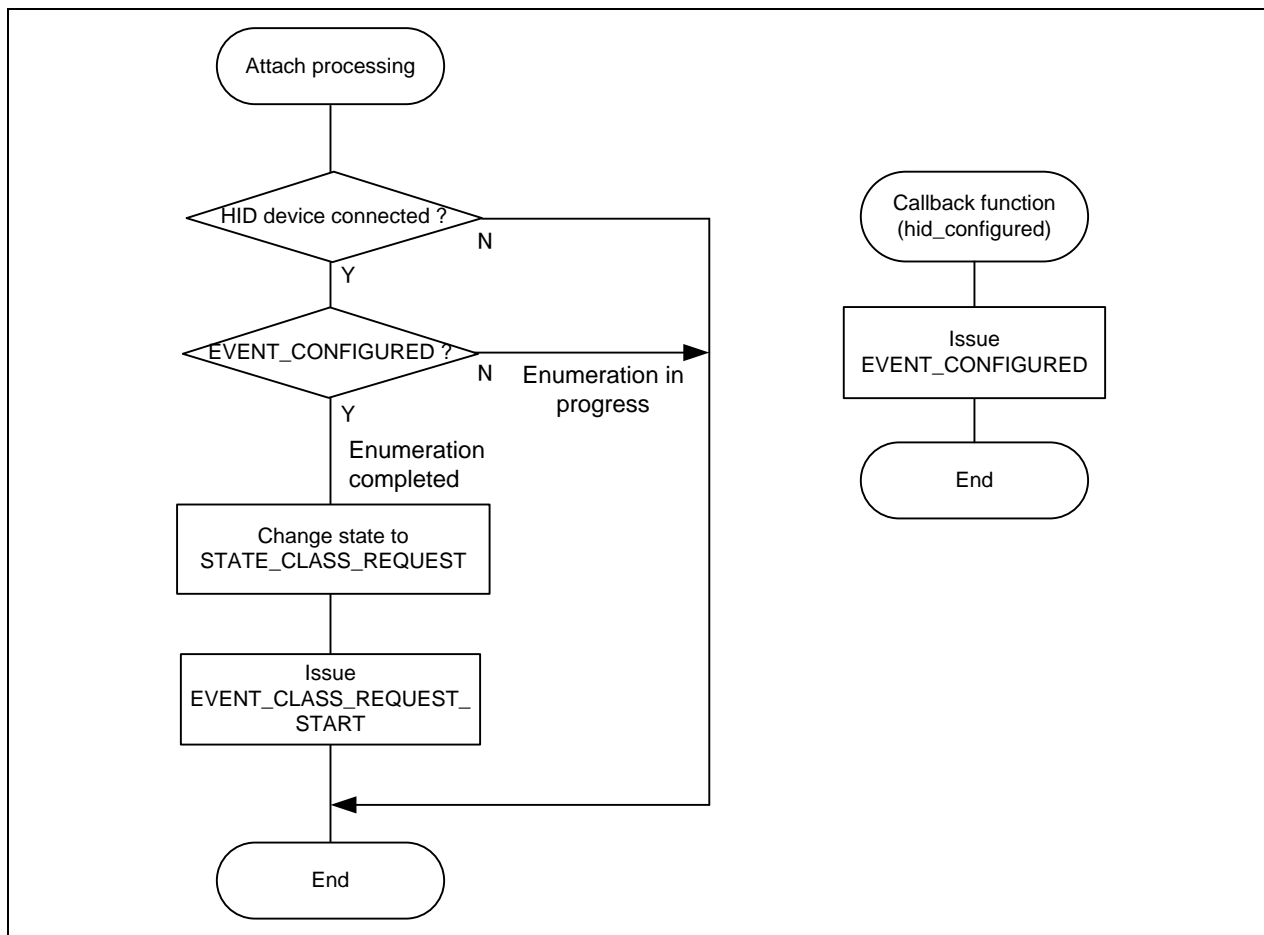 Attach processing
HID device connected ?
N
Y
EVENT_CONFIGURED ?
N
Enumeration in
progress
Y
Enumeration
completed
Change state to
STATE_CLASS_REQUEST
Issue
EVENT_CLASS_REQUEST_
START
End
Callback function
(hid_configured)
Issue
EVENT_CONFIGURED
End